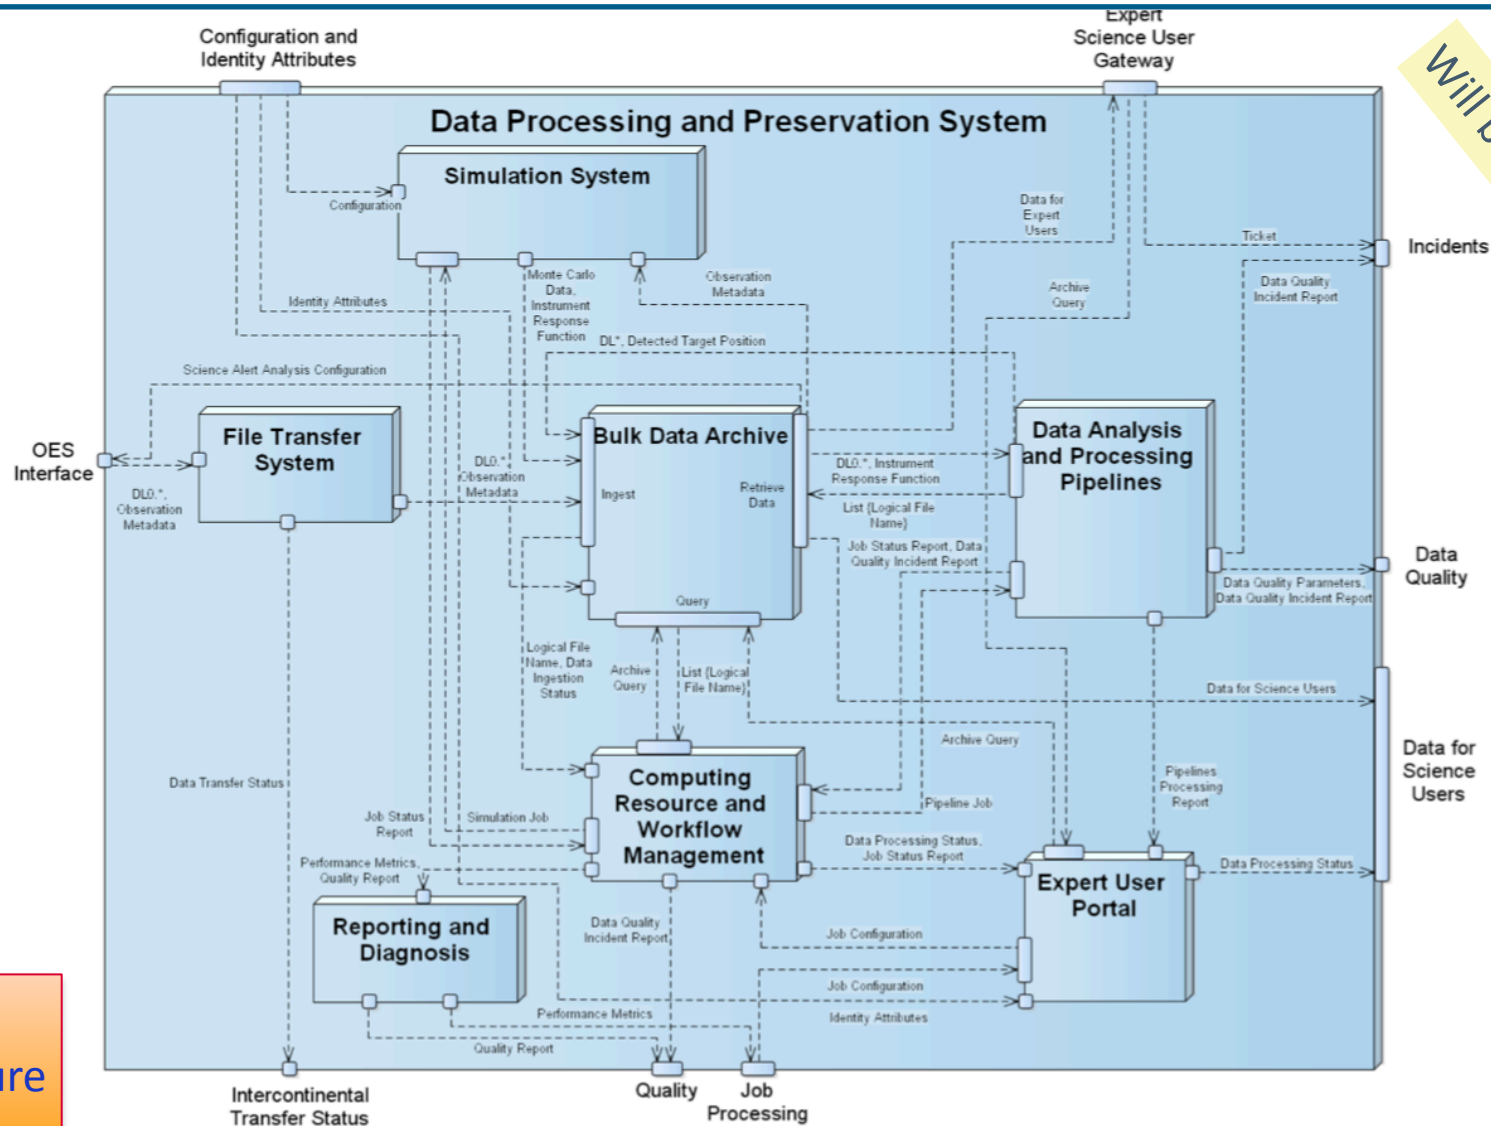 Configuration and
Identity Attributes
Expert
Science User
Gateway
Will b
Data Processing and Preservation System
Simulation System
Configuration
Data for
Expert
Users
Ticket
Incidents
Data Quality
Incident Report
Archive
Query
Identity Attributes
Monte Carlo
Data,
Instrument
Response
Function
Observation
Metadata
DL*, Detected Target Position
Science Alert Analysis Configuration
OES
Interface
File Transfer
System
DL0.*,
Observation
Metadata
DL0.*,
Observation
Metadata
Bulk Data Archive
Ingest
Retrieve
Data
Query
DL0.*, Instrument
Response Function
List {Logical File
Name}
Job Status Report, Data
Quality Incident Report
Data Analysis
and Processing
Pipelines
Data
Quality
Data Quality Parameters,
Data Quality Incident Report
Logical File
Name, Data
Ingestion
Status
Archive
Query
List {Logical
File Name}
Data for Science Users
Archive Query
Data for
Science
Users
Data Transfer Status
Computing
Resource and
Workflow
Management
Pipelines
Processing
Report
Pipeline Job
Job Status
Report
Simulation Job
Data Processing Status,
Job Status Report
Performance Metrics,
Quality Report
Data Processing Status
Expert User
Portal
Reporting and
Diagnosis
Data Quality
Incident Report
Job Configuration
Job Configuration
Identity Attributes
Performance Metrics
Quality Report
ure
Intercontinental
Transfer Status
Quality
Job
Processing